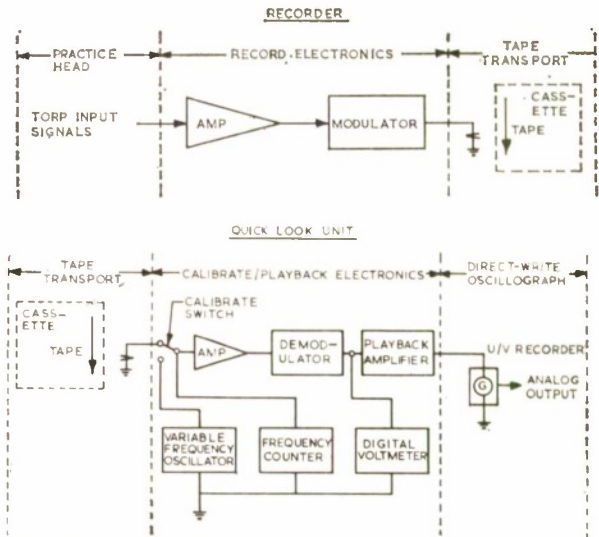 RECORDER
PRACTICE
HEAD
RECORD ELECTRONICS
TAPE
TRANSPORT
TORP INPUT
SIGNALS
AMP
MODULATOR
CASS-
ETTE
TAPE
QUICK LOOK UNIT
TAPE
TRANSPORT
CALIBRATE/PLAYBACK ELECTRONICS
DIRECT-WRITE
OSCILLOGRAPH
CASS-
ETTE
TAPE
CALIBRATE
SWITCH
AMP
DEMOD-
ULATOR
PLAYBACK
AMPLIFIER
U/V RECORDER
G
ANALOG
OUTPUT
VARIABLE
FREQUENCY
OSCILLATOR
FREQUENCY
COUNTER
DIGITAL
VOLTMETER